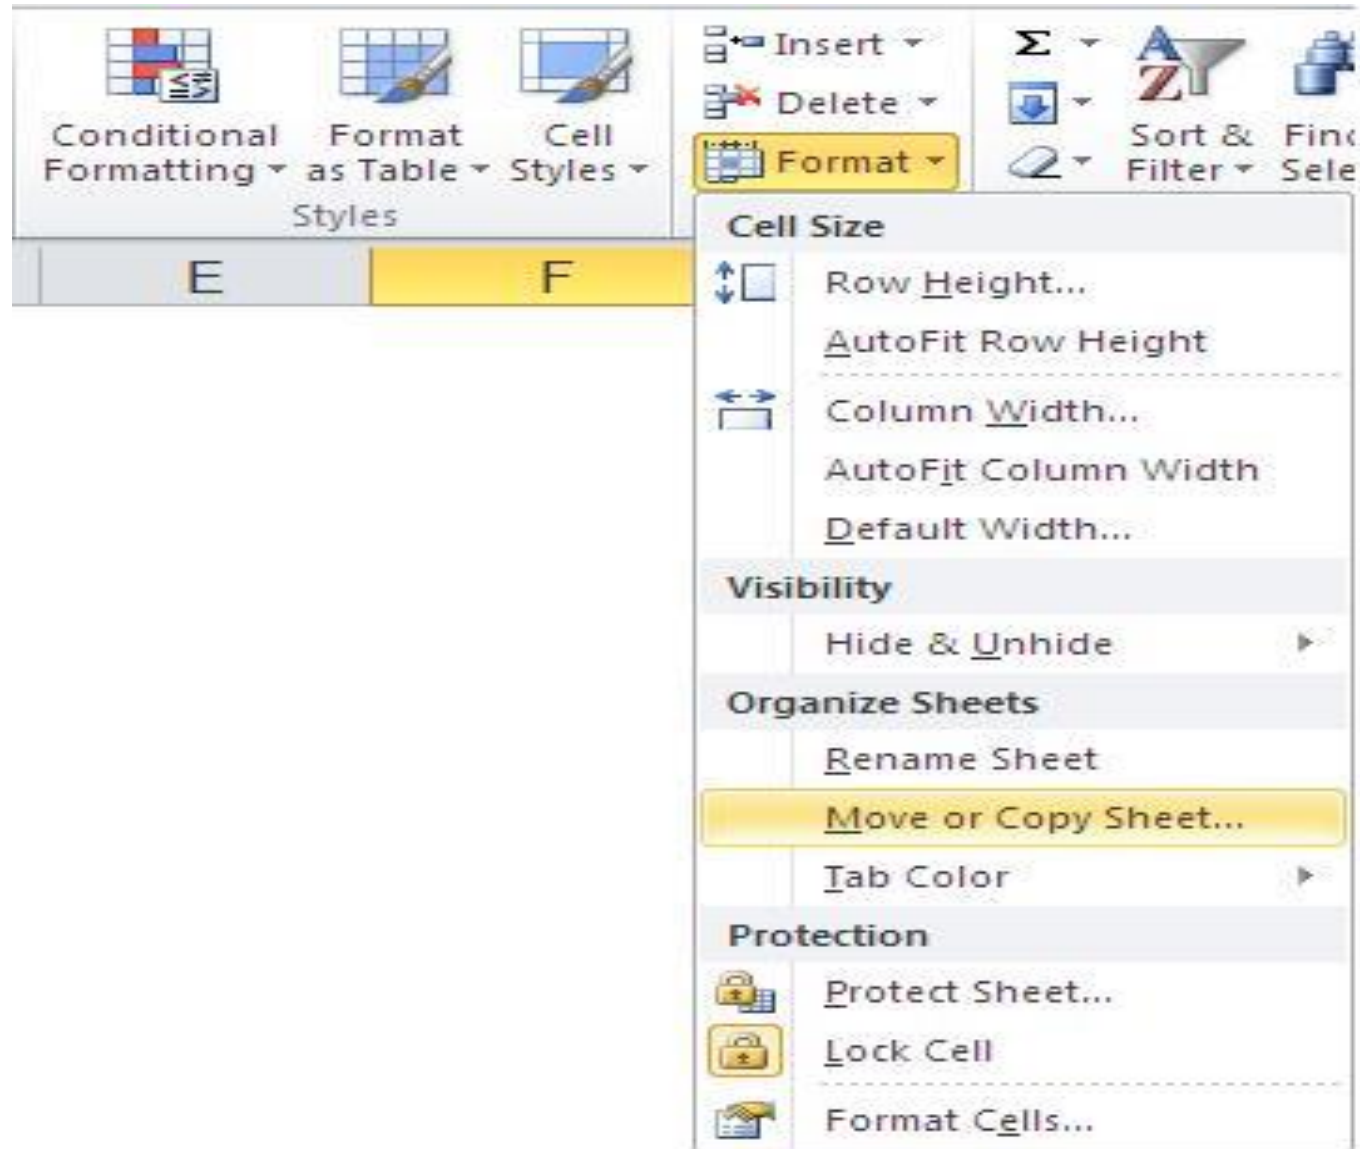 Conditional
Formatting
Format
as Table
Cell
Styles
Styles
Insert
Delete
Format
Σ
A
Z
Sort &
Filter
Find
Sele
E
F
Cell Size
Row Height...
AutoFit Row Height
Column Width...
AutoFit Column Width
Default Width...
Visibility
Hide & Unhide
Organize Sheets
Rename Sheet
Move or Copy Sheet...
Tab Color
Protection
Protect Sheet...
Lock Cell
Format Cells...